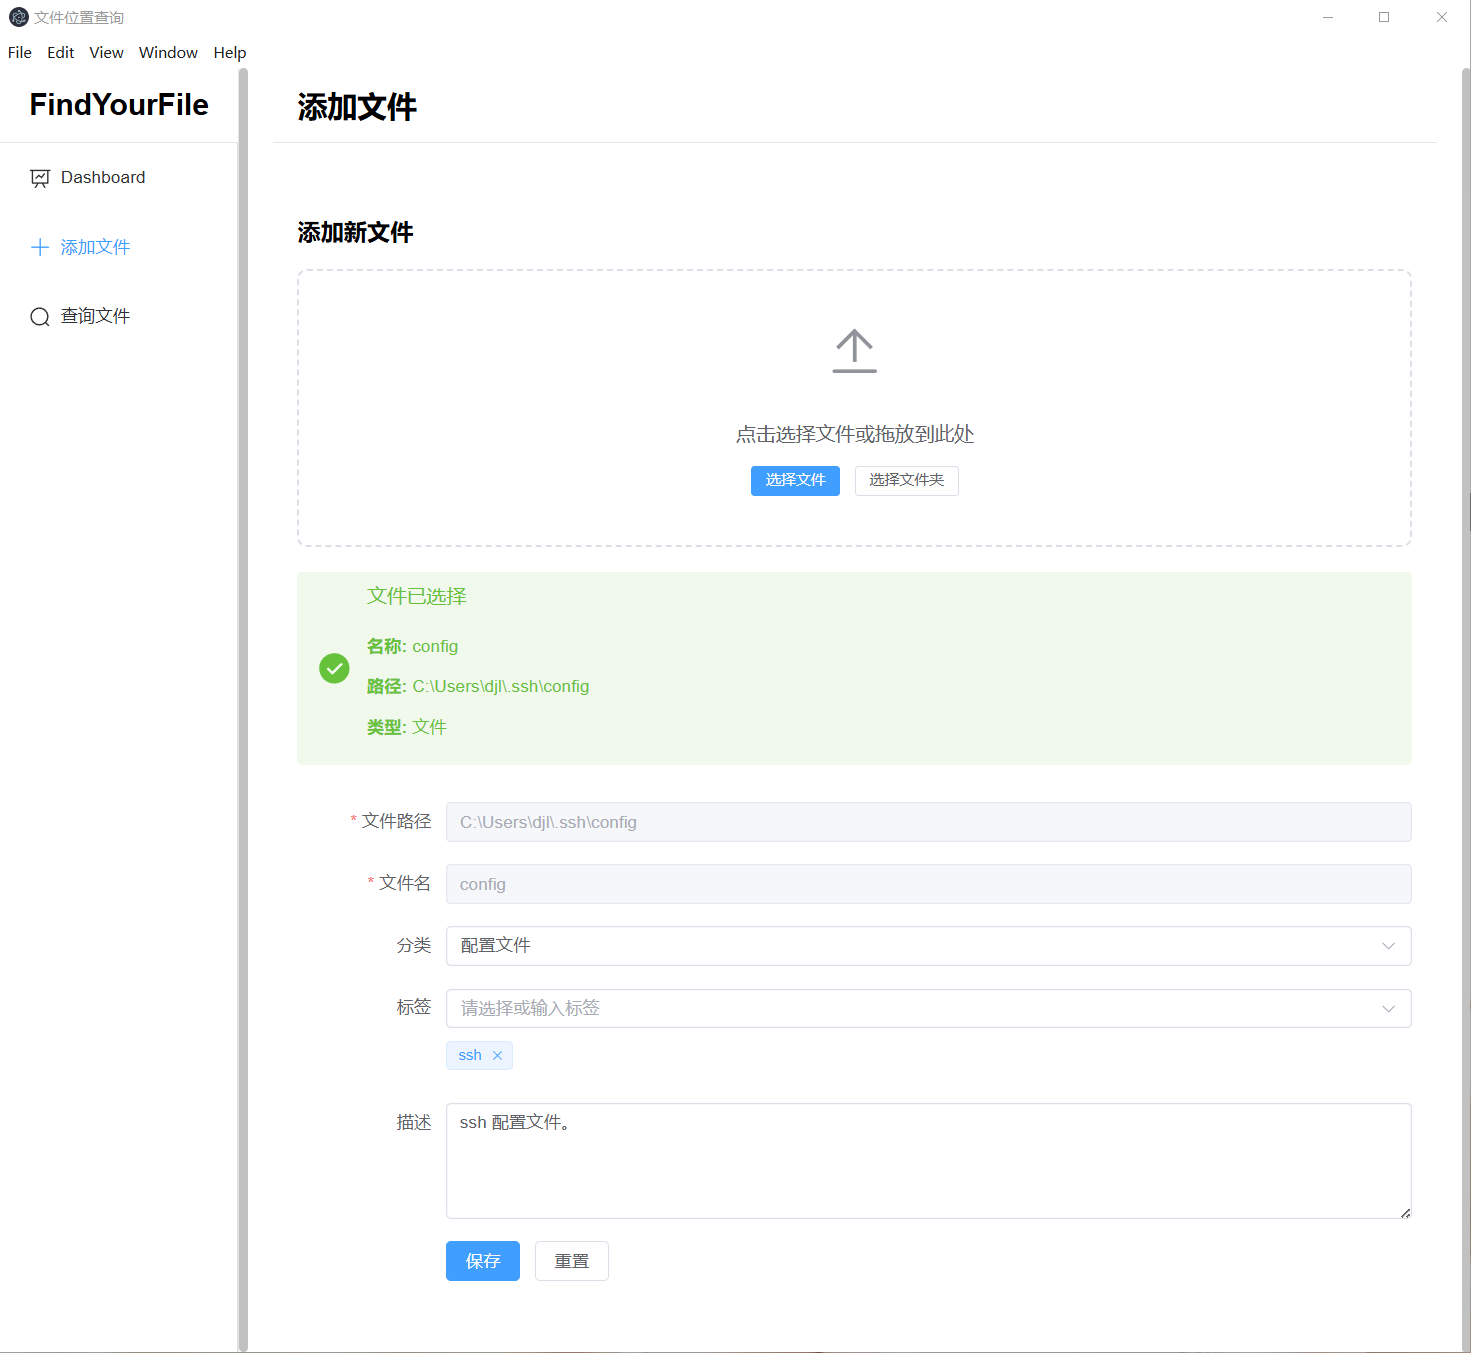 文件位置查询
File Edit View Window Help
FindYourFile
Dashboard
添加文件
查询文件
添加文件
添加新文件
点击选择文件或拖放到此处
选择文件 选择文件夹
文件已选择
名称: config
路径: C:\Users\djl\.ssh\config
类型: 文件
* 文件路径 C:\Users\djl\.ssh\config
* 文件名 config
分类 配置文件
标签 请选择或输入标签
ssh
描述 ssh 配置文件。
保存 重置